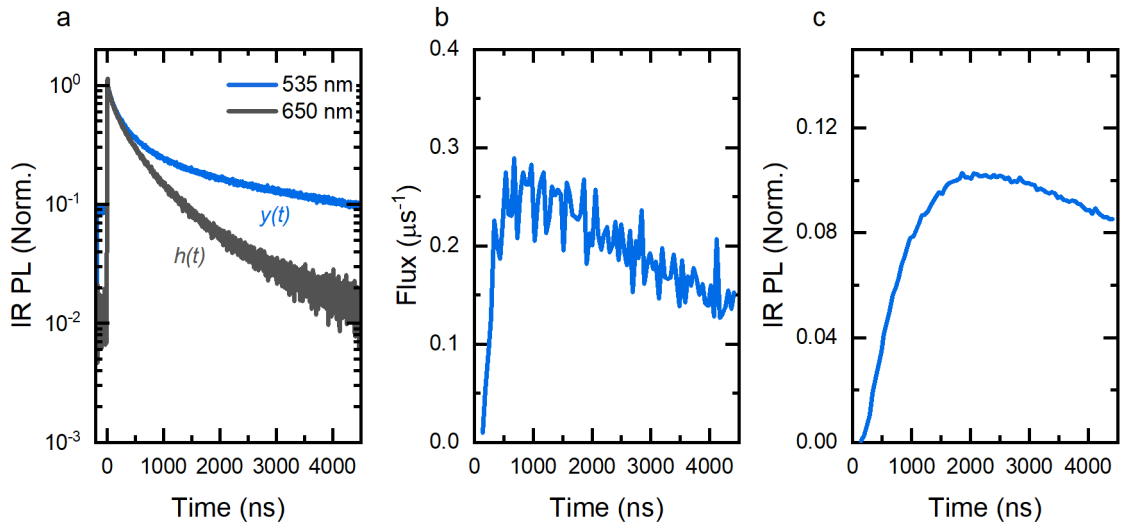 a
b
c
IR PL (Norm.)
10⁰
10⁻¹
10⁻²
10⁻³
535 nm
650 nm
y(t)
h(t)
0
1000
2000
3000
4000
Time (ns)
Flux (µs⁻¹)
0.4
0.3
0.2
0.1
0.0
0
1000
2000
3000
4000
Time (ns)
IR PL (Norm.)
0.12
0.08
0.04
0.00
0
1000
2000
3000
4000
Time (ns)